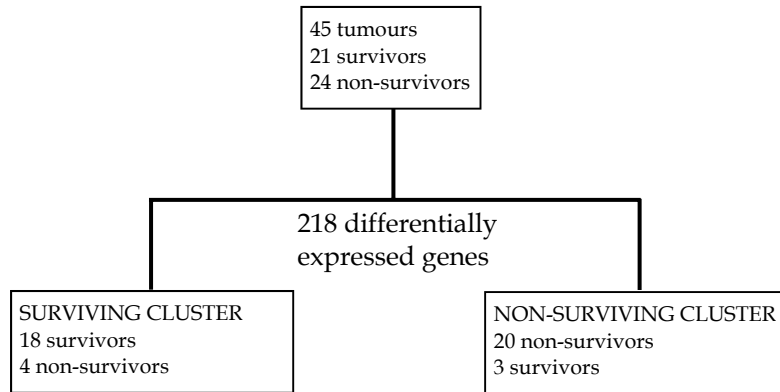 45 tumours
21 survivors
24 non-survivors
218 differentially
expressed genes
SURVIVING CLUSTER
18 survivors
4 non-survivors
NON-SURVIVING CLUSTER
20 non-survivors
3 survivors